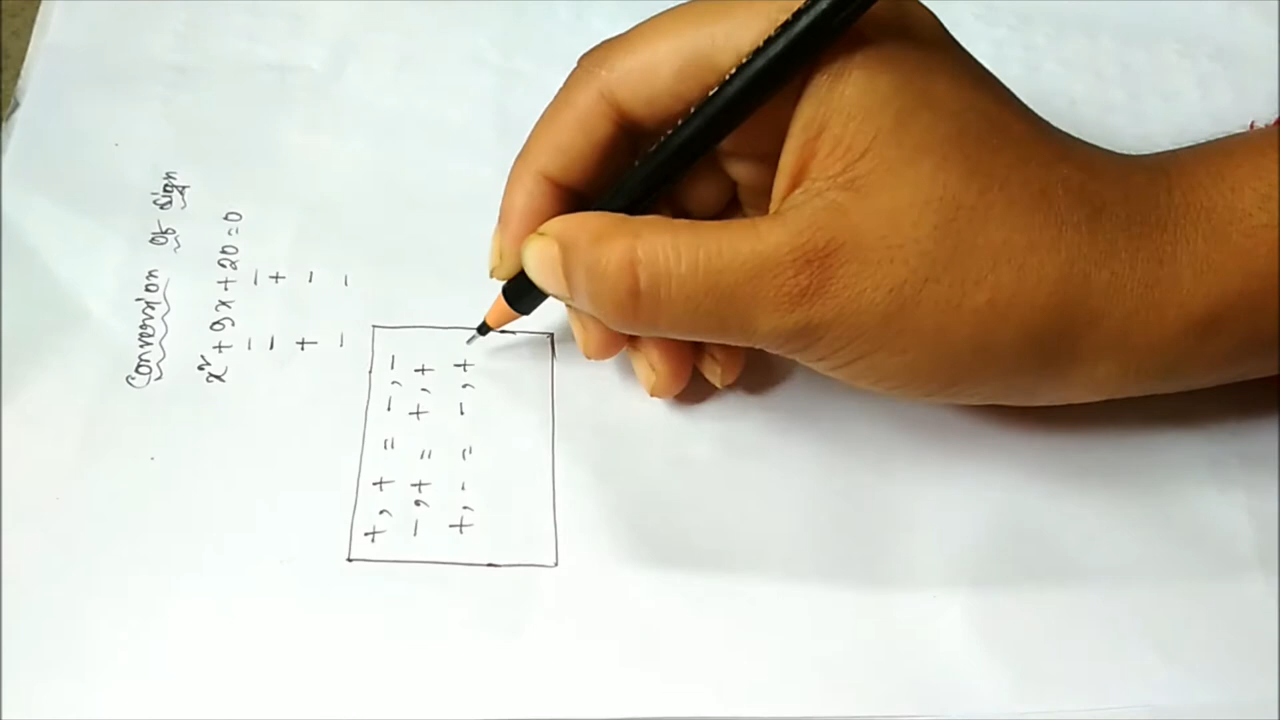 Conversion of sign
x² + 9x + 20 = 0
− −
− +
+ −
− −
+, + = −, −
−, + = +, +
+, − = −, +